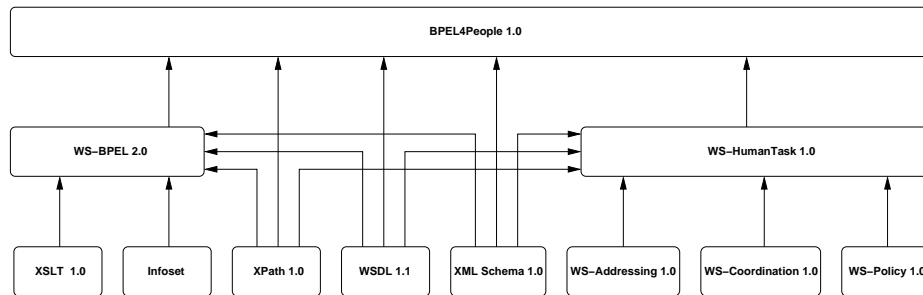 BPEL4People 1.0
WS–BPEL 2.0
WS–HumanTask 1.0
XSLT 1.0
Infoset
XPath 1.0
WSDL 1.1
XML Schema 1.0
WS–Addressing 1.0
WS–Coordination 1.0
WS–Policy 1.0